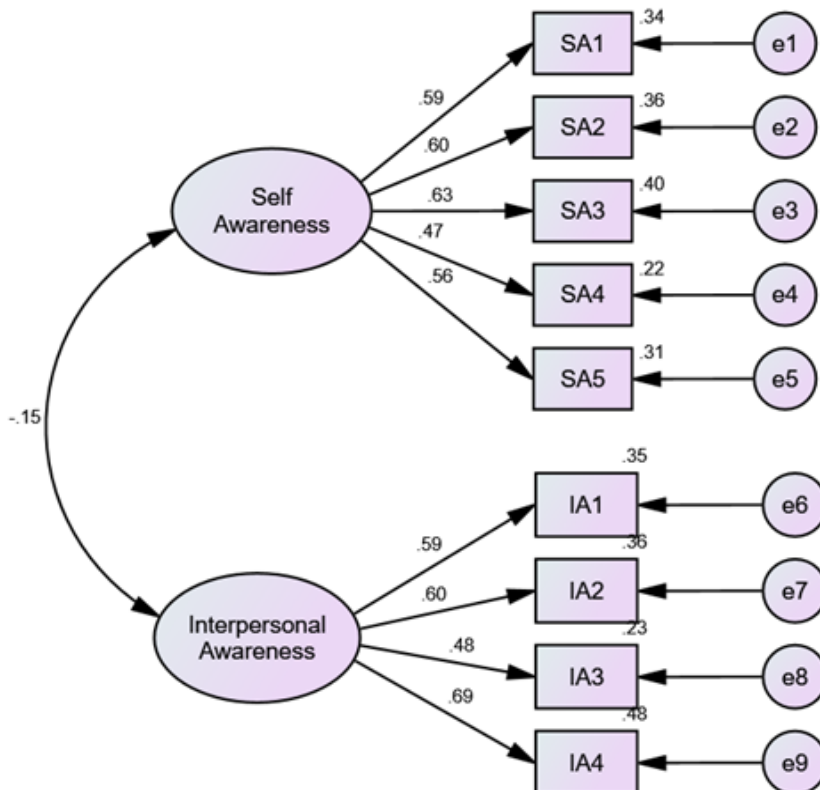 .34
SA1
e1
.59
.36
SA2
e2
.60
.40
SA3
e3
.63
Self
Awareness
.47
.22
SA4
e4
.56
.31
SA5
e5
-.15
.35
IA1
e6
.59
.36
IA2
e7
.60
.23
IA3
e8
.48
Interpersonal
Awareness
.69
.48
IA4
e9